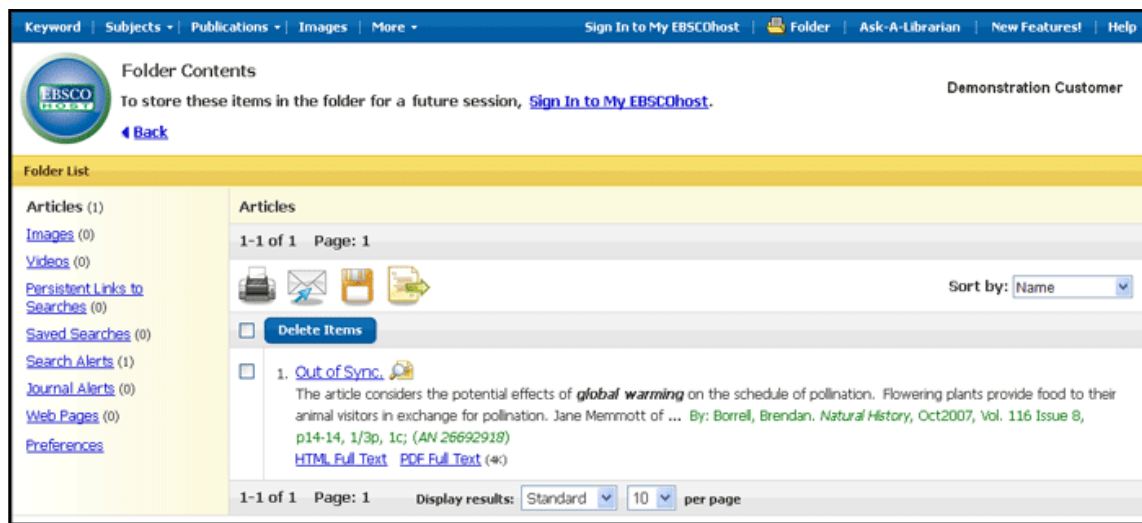 Keyword | Subjects | Publications | Images | More Sign In to My EBSCOhost | Folder | Ask-A-Librarian | New Features! | Help
Folder Contents
To store these items in the folder for a future session, Sign In to My EBSCOhost.
Back
Demonstration Customer
EBSCO
HOST
Folder List
Articles (1)
Images (0)
Videos (0)
Persistent Links to
Searches (0)
Saved Searches (0)
Search Alerts (1)
Journal Alerts (0)
Web Pages (0)
Preferences
Articles
1-1 of 1 Page: 1
Sort by: Name
Delete Items
1. Out of Sync.
The article considers the potential effects of global warming on the schedule of pollination. Flowering plants provide food to their
animal visitors in exchange for pollination. Jane Memmott of ... By: Borrell, Brendan. Natural History, Oct2007, Vol. 116 Issue 8,
p14-14, 1/3p, 1c; (AN 26692918)
HTML Full Text PDF Full Text (4K)
1-1 of 1 Page: 1 Display results: Standard 10 per page